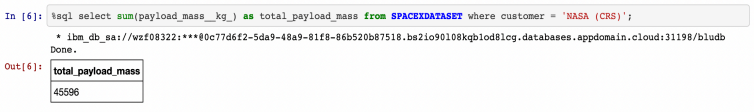 In [6]: %sql select sum(payload_mass__kg_) as total_payload_mass from SPACEXDATASET where customer = 'NASA (CRS)';
* ibm_db_sa://wzf08322:***@0c77d6f2-5da9-48a9-81f8-86b520b87518.bs2io90l08kqb1od8lcg.databases.appdomain.cloud:31198/bludb
Done.
Out[6]: total_payload_mass
45596